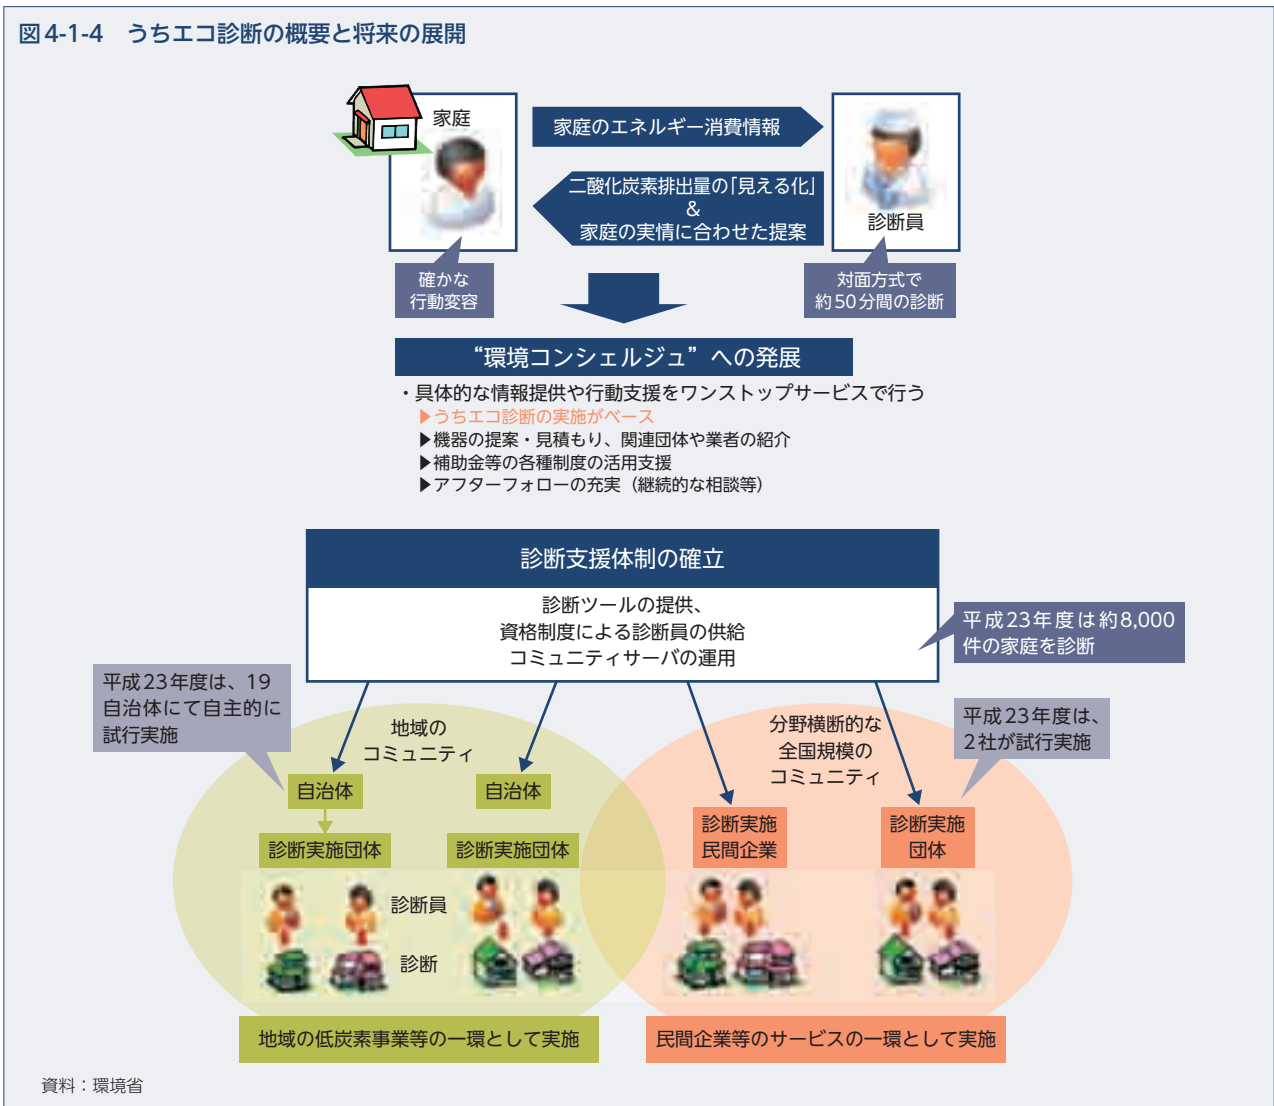 図4-1-4 うちエコ診断の概要と将来の展開
家庭
家庭のエネルギー消費情報
二酸化炭素排出量の「見える化」
&
家庭の実情に合わせた提案
診断員
確かな
行動変容
対面方式で
約50分間の診断
“環境コンシェルジュ”への発展
・具体的な情報提供や行動支援をワンストップサービスで行う
▶うちエコ診断の実施がベース
▶機器の提案・見積もり、関連団体や業者の紹介
▶補助金等の各種制度の活用支援
▶アフターフォローの充実（継続的な相談等）
診断支援体制の確立
診断ツールの提供、
資格制度による診断員の供給
コミュニティサーバの運用
平成23年度は約8,000
件の家庭を診断
平成23年度は、19
自治体にて自主的に
試行実施
地域の
コミュニティ
分野横断的な
全国規模の
コミュニティ
平成23年度は、
2社が試行実施
自治体
自治体
診断実施団体
診断実施団体
診断実施
民間企業
診断実施
団体
診断員
診断
地域の低炭素事業等の一環として実施
民間企業等のサービスの一環として実施
資料：環境省